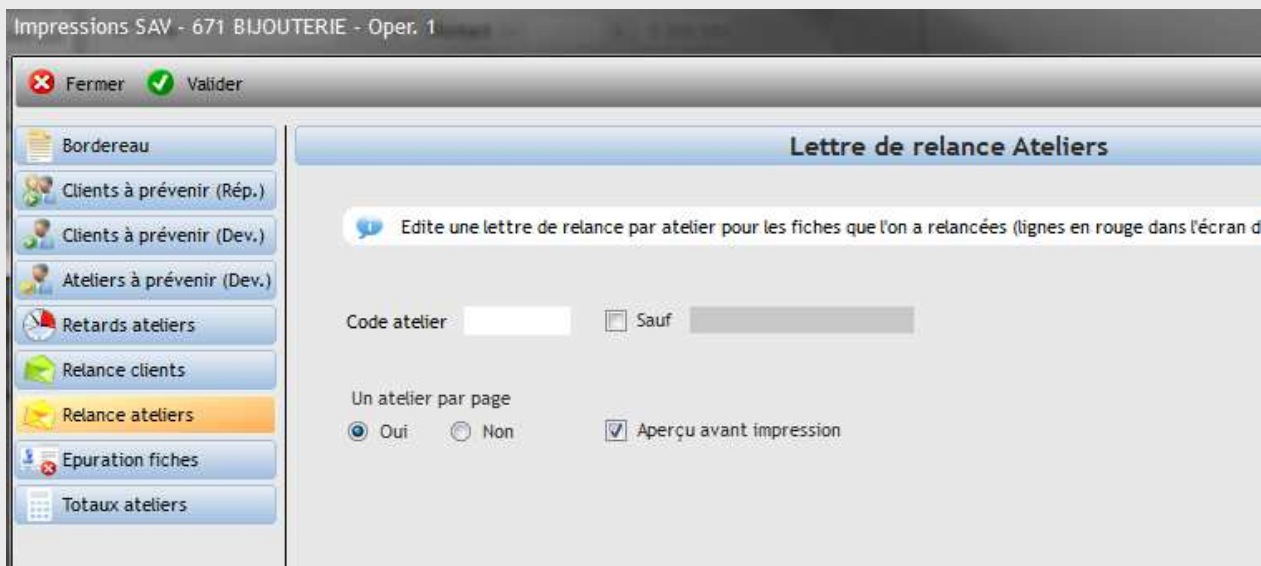 Impressions SAV - 671 BIJOUTERIE - Oper. 1
Fermer Valider
Bordereau
Clients à prévenir (Rép.)
Clients à prévenir (Dev.)
Ateliers à prévenir (Dev.)
Retards ateliers
Relance clients
Relance ateliers
Epuration fiches
Totaux ateliers
Lettre de relance Ateliers
Edite une lettre de relance par atelier pour les fiches que l'on a relancées (lignes en rouge dans l'écran d
Code atelier Sauf
Un atelier par page
Oui Non Aperçu avant impression